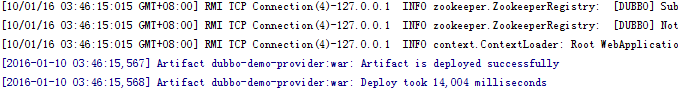 [10/01/16 03:46:15:015 GMT+08:00] RMI TCP Connection(4)-127.0.0.1  INFO zookeeper.ZookeeperRegistry:  [DUBBO] Sub
[10/01/16 03:46:15:015 GMT+08:00] RMI TCP Connection(4)-127.0.0.1  INFO zookeeper.ZookeeperRegistry:  [DUBBO] Not
[10/01/16 03:46:15:015 GMT+08:00] RMI TCP Connection(4)-127.0.0.1  INFO context.ContextLoader: Root WebApplicatio
[2016-01-10 03:46:15,567] Artifact dubbo-demo-provider:war: Artifact is deployed successfully
[2016-01-10 03:46:15,568] Artifact dubbo-demo-provider:war: Deploy took 14,004 milliseconds